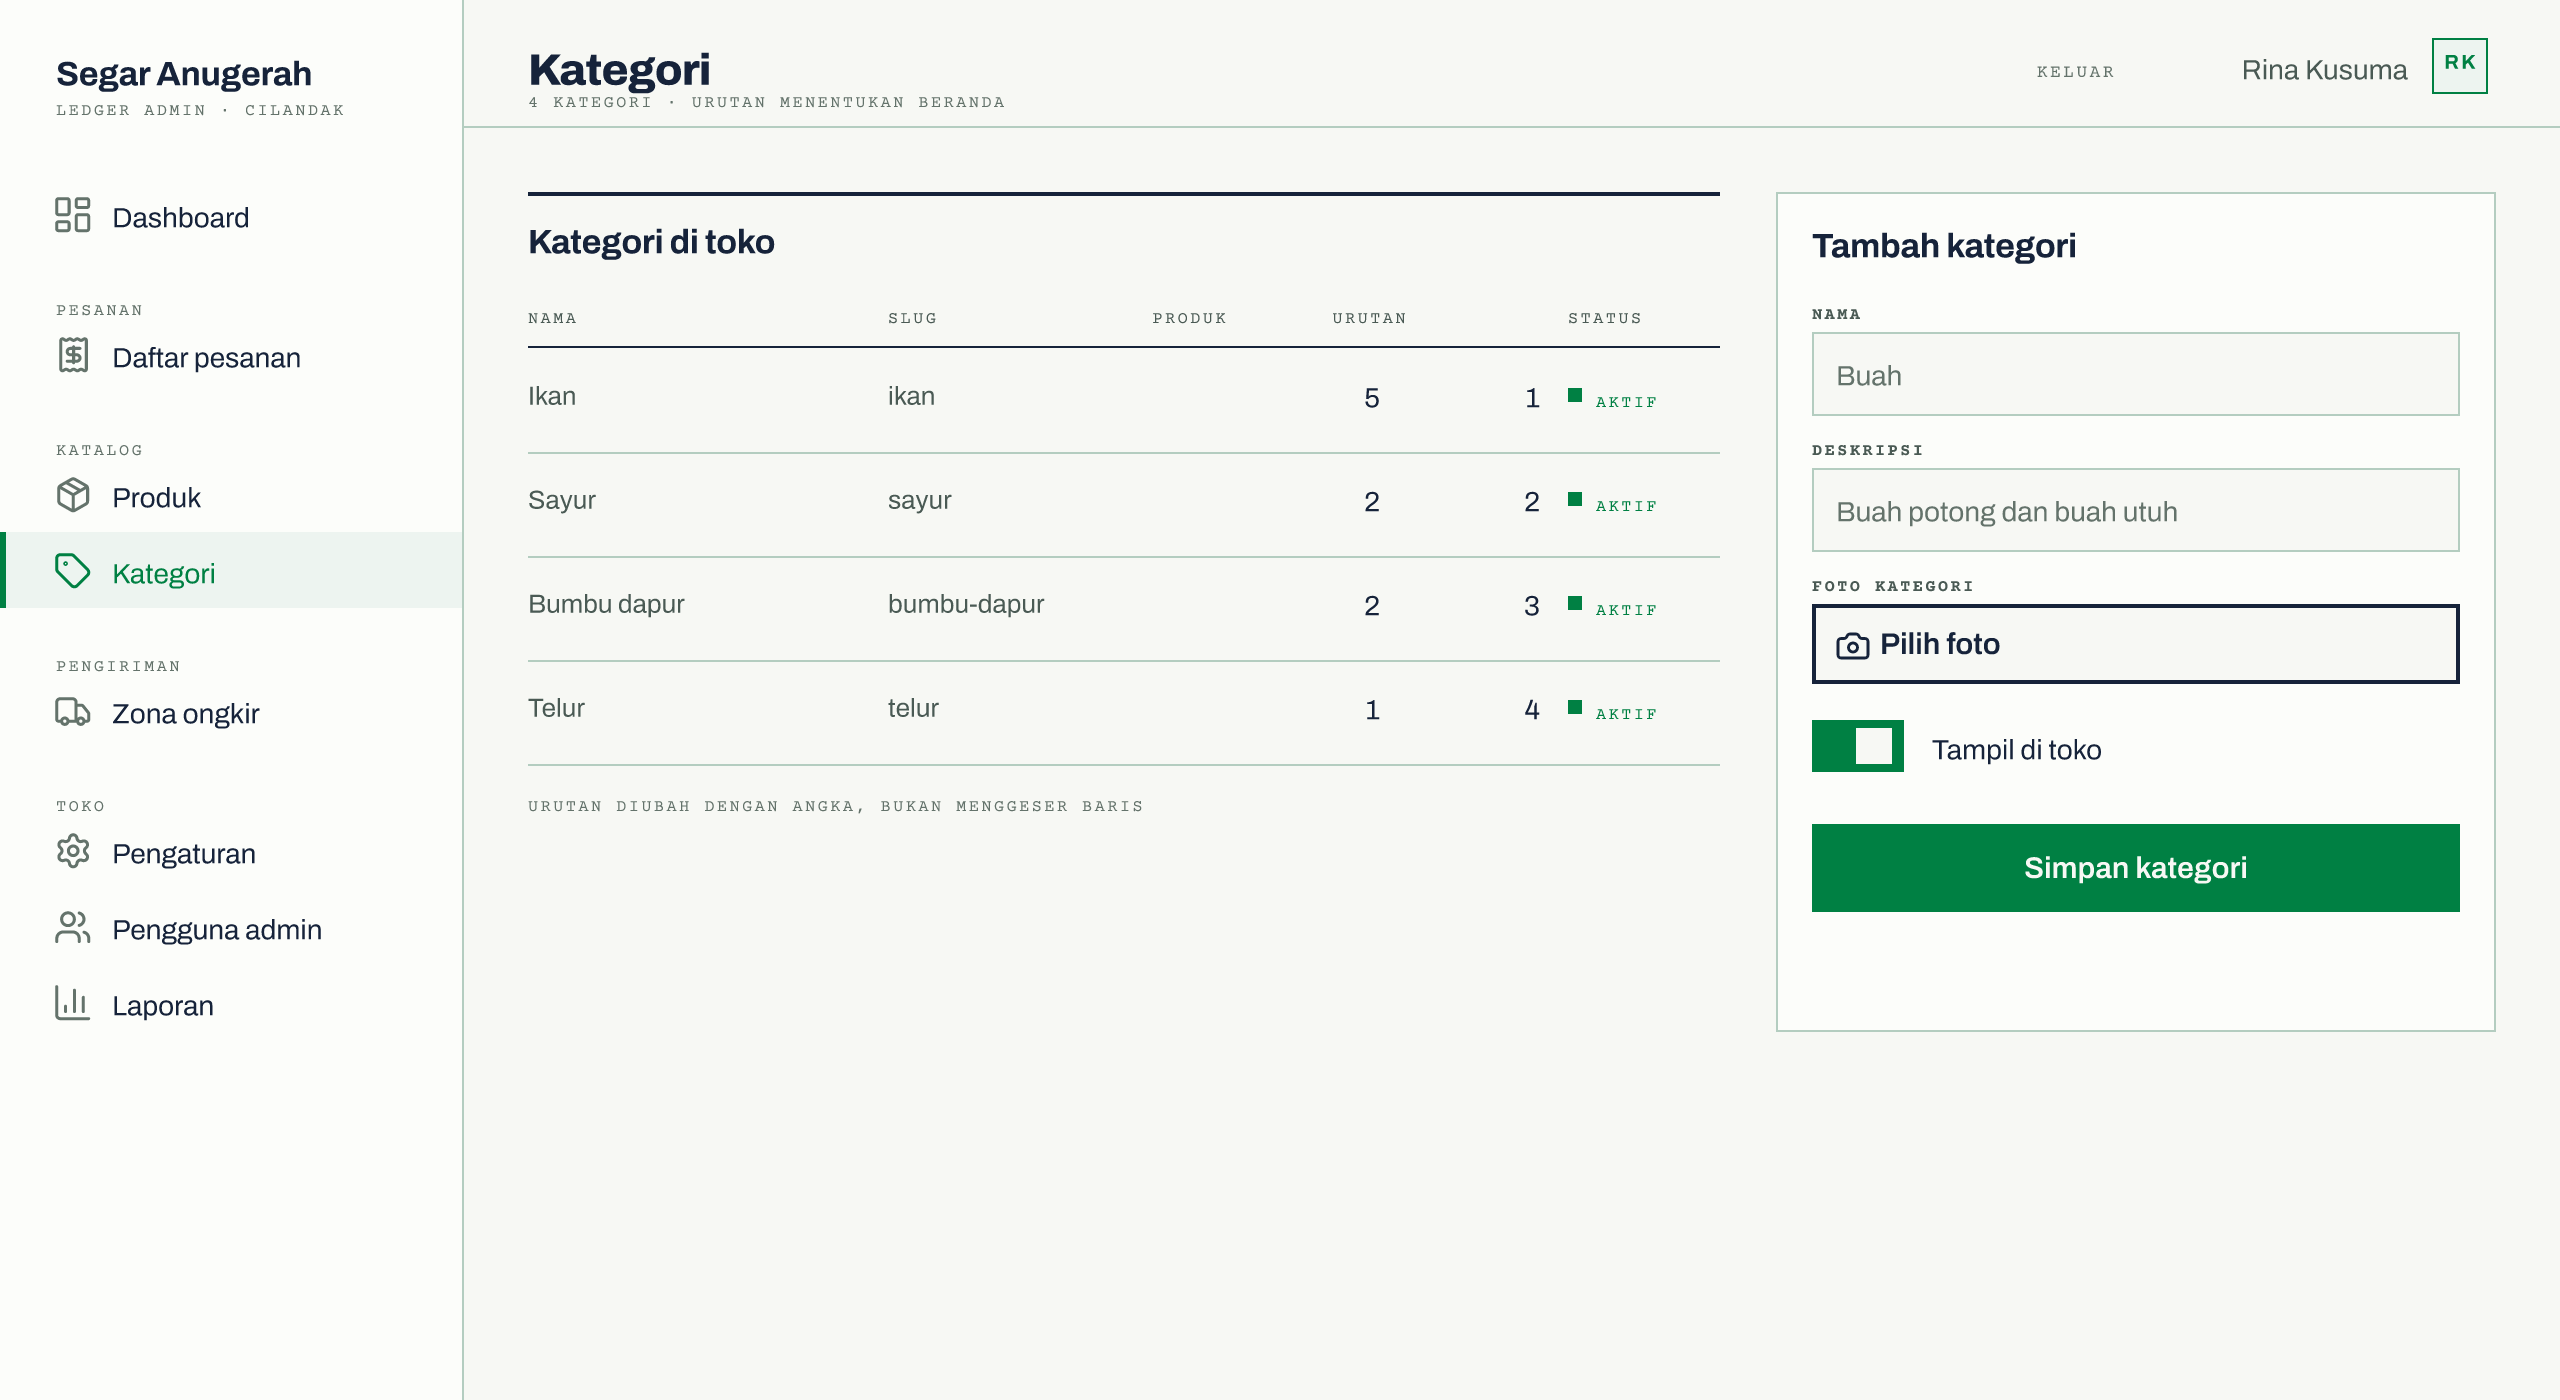 Segar Anugerah
LEDGER ADMIN · CILANDAK
Dashboard
PESANAN
Daftar pesanan
KATALOG
Produk
Kategori
PENGIRIMAN
Zona ongkir
TOKO
Pengaturan
Pengguna admin
Laporan
Kategori
4 KATEGORI · URUTAN MENENTUKAN BERANDA
KELUAR
Rina Kusuma
RK
Kategori di toko
NAMA SLUG PRODUK URUTAN STATUS
Ikan ikan 5 1 AKTIF
Sayur sayur 2 2 AKTIF
Bumbu dapur bumbu-dapur 2 3 AKTIF
Telur telur 1 4 AKTIF
URUTAN DIUBAH DENGAN ANGKA, BUKAN MENGGESER BARIS
Tambah kategori
NAMA
Buah
DESKRIPSI
Buah potong dan buah utuh
FOTO KATEGORI
Pilih foto
Tampil di toko
Simpan kategori